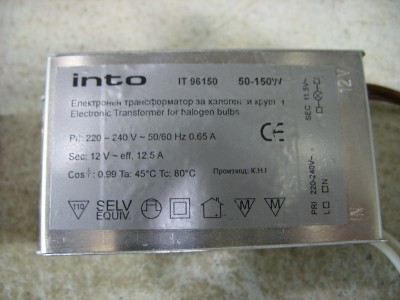 into IT 96150 50-150W
Електронен трансформатор за халогенни крушки
Electronic Transformer for halogen bulbs
Pri: 220 – 240 V ~ 50/60 Hz 0.65 A
Sec: 12 V ~ eff, 12.5 A
Cos : 0.99 Ta: 45°C Tc: 80°C Произход: К.Н.Р
CE
110 SELV EQUIV. M M
SEC 11.5V~
12V
PRI 220-240V~
L N
IN